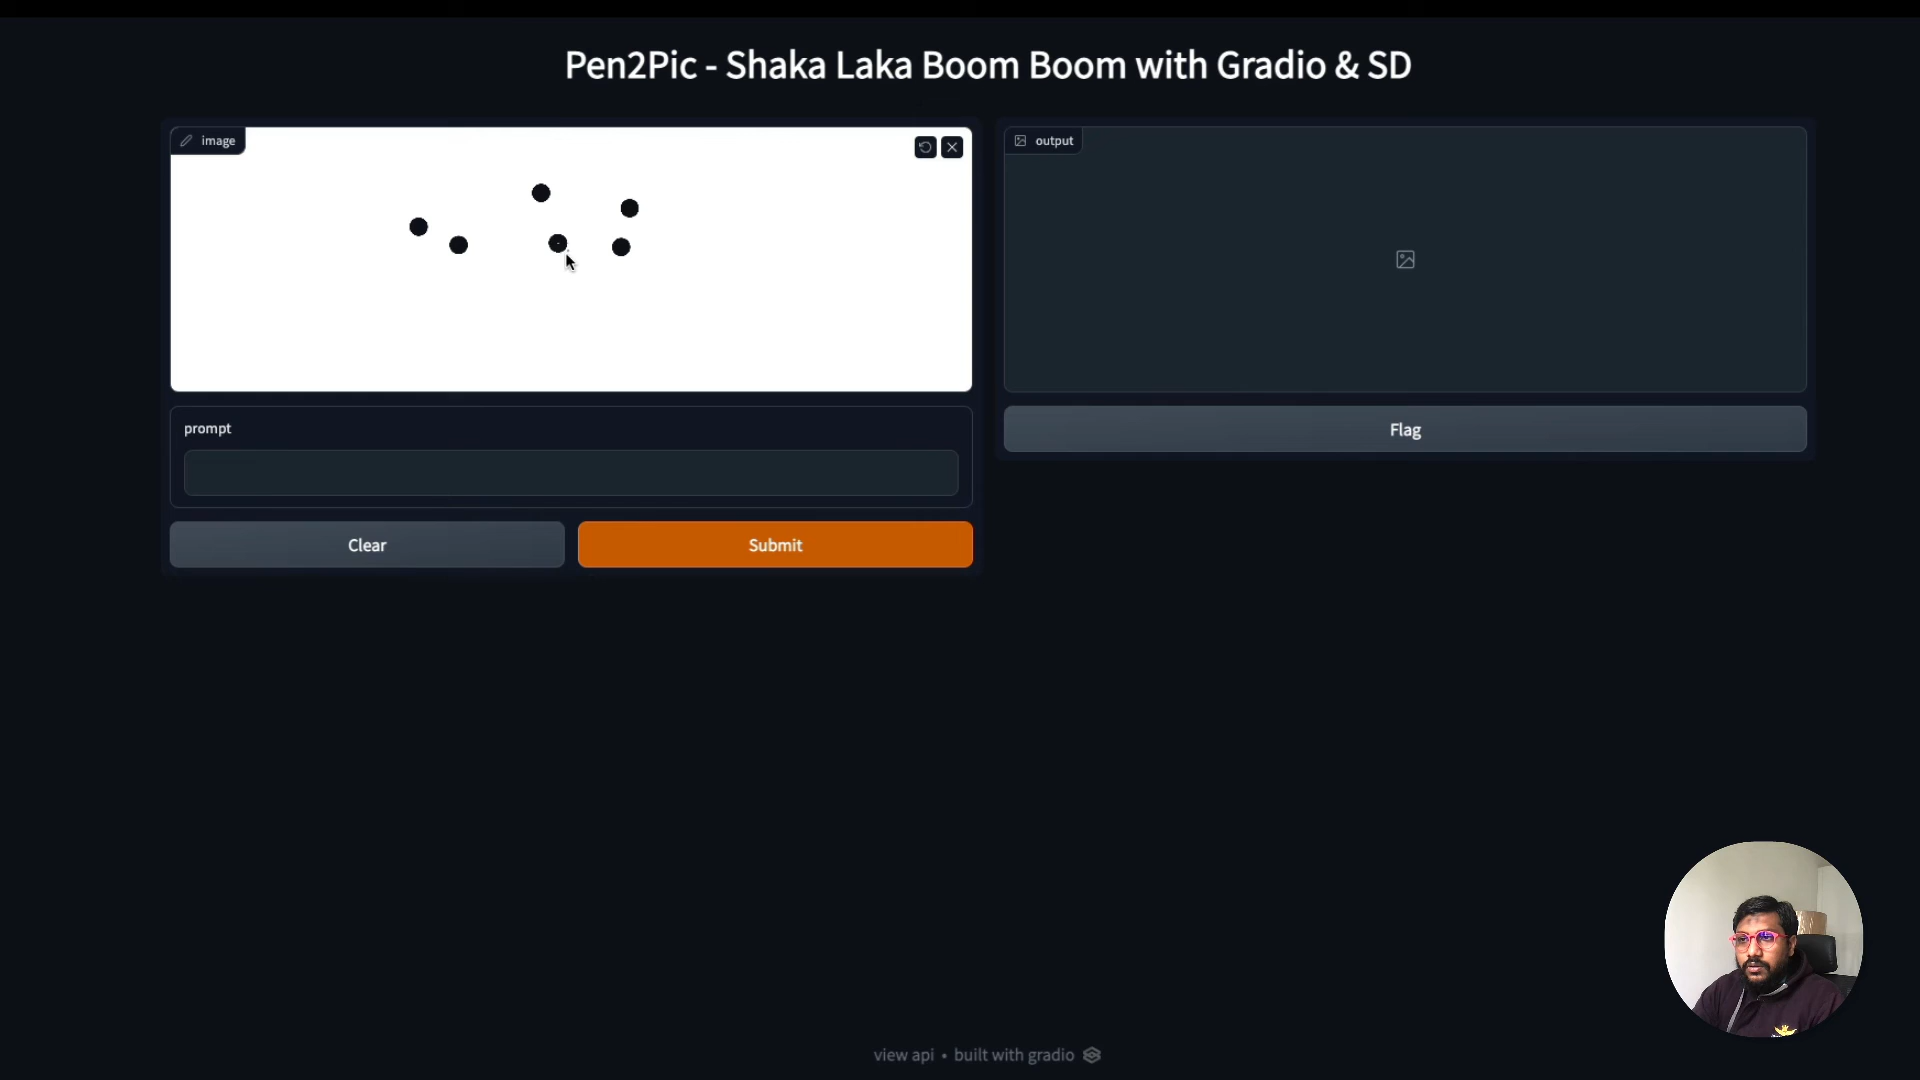 Pen2Pic - Shaka Laka Boom Boom with Gradio & SD
image
output
prompt
Flag
Clear
Submit
view api • built with gradio